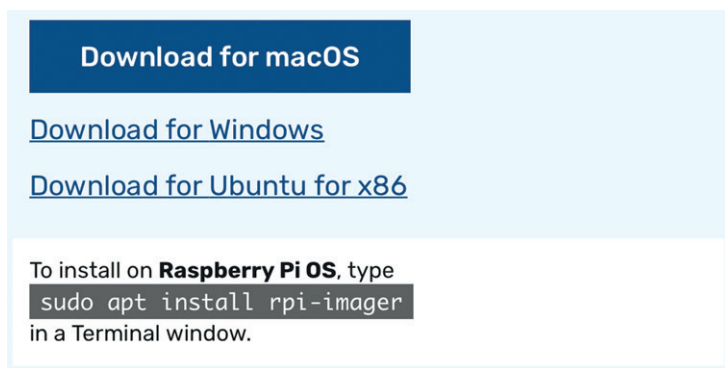 Download for macOS
Download for Windows
Download for Ubuntu for x86
To install on Raspberry Pi OS, type
sudo apt install rpi-imager
in a Terminal window.